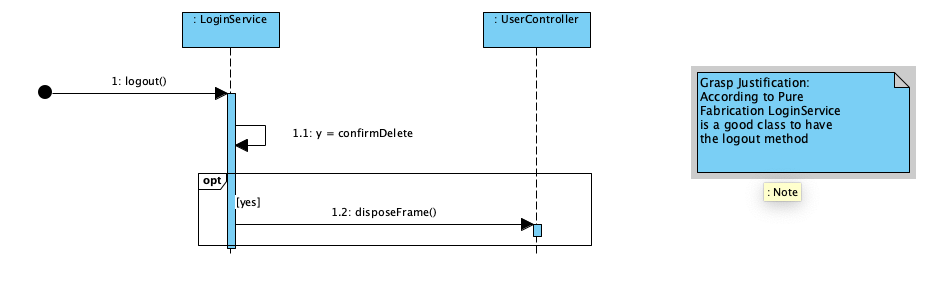 : LoginService
: UserController
1: logout()
1.1: y = confirmDelete
opt
[yes]
1.2: disposeFrame()
Grasp Justification:
According to Pure
Fabrication LoginService
is a good class to have
the logout method
: Note